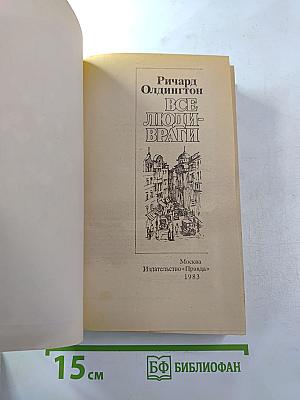 Ричард
Олдингтон
ВСЕ
ЛЮДИ-
ВРАГИ
Москва
Издательство «Правда»
1983
15 см
БФ БИБЛИОФАН